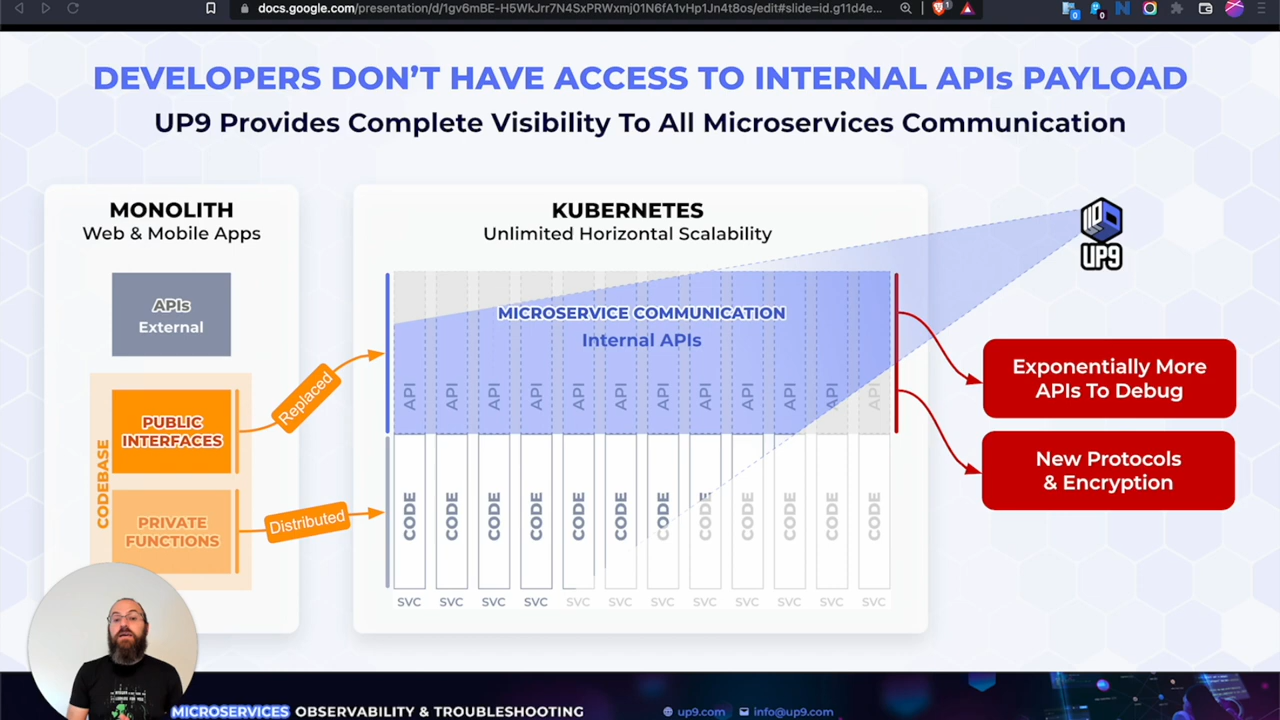 docs.google.com/presentation/d/1gv6mBE-H5WkJrr7N4SxPRWxmj01N6fA1vHp1Jn4t8os/edit#slide=id.g11d4e...
DEVELOPERS DON'T HAVE ACCESS TO INTERNAL APIs PAYLOAD
UP9 Provides Complete Visibility To All Microservices Communication
MONOLITH
Web & Mobile Apps
APIs
External
CODEBASE
PUBLIC
INTERFACES
PRIVATE
FUNCTIONS
Replaced
Distributed
KUBERNETES
Unlimited Horizontal Scalability
MICROSERVICE COMMUNICATION
Internal APIs
API API API API API API API API API API API API
CODE CODE CODE CODE CODE CODE CODE CODE CODE CODE CODE CODE
SVC SVC SVC SVC SVC SVC SVC SVC SVC SVC SVC SVC
UP9
Exponentially More
APIs To Debug
New Protocols
& Encryption
MICROSERVICES OBSERVABILITY & TROUBLESHOOTING
up9.com info@up9.com